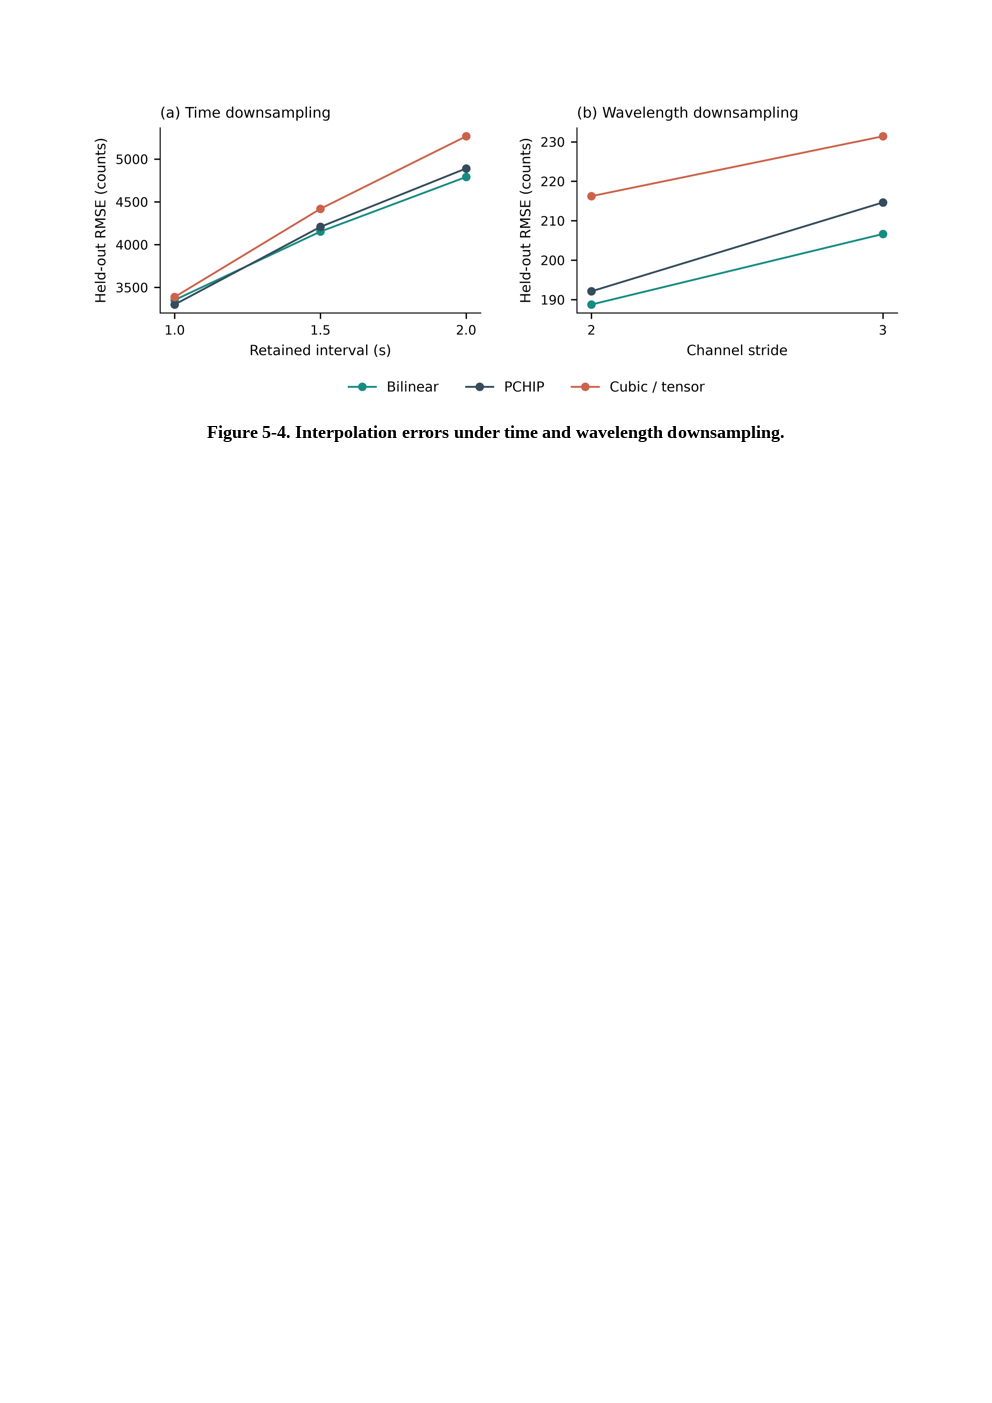 (a) Time downsampling
Held-out RMSE (counts)
5000
4500
4000
3500
1.0 1.5 2.0
Retained interval (s)
(b) Wavelength downsampling
Held-out RMSE (counts)
230
220
210
200
190
2 3
Channel stride
Bilinear PCHIP Cubic / tensor
Figure 5-4. Interpolation errors under time and wavelength downsampling.